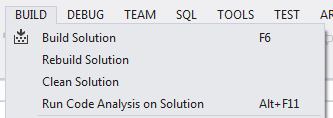 BUILD DEBUG TEAM SQL TOOLS TEST AR
Build Solution F6
Rebuild Solution
Clean Solution
Run Code Analysis on Solution Alt+F11